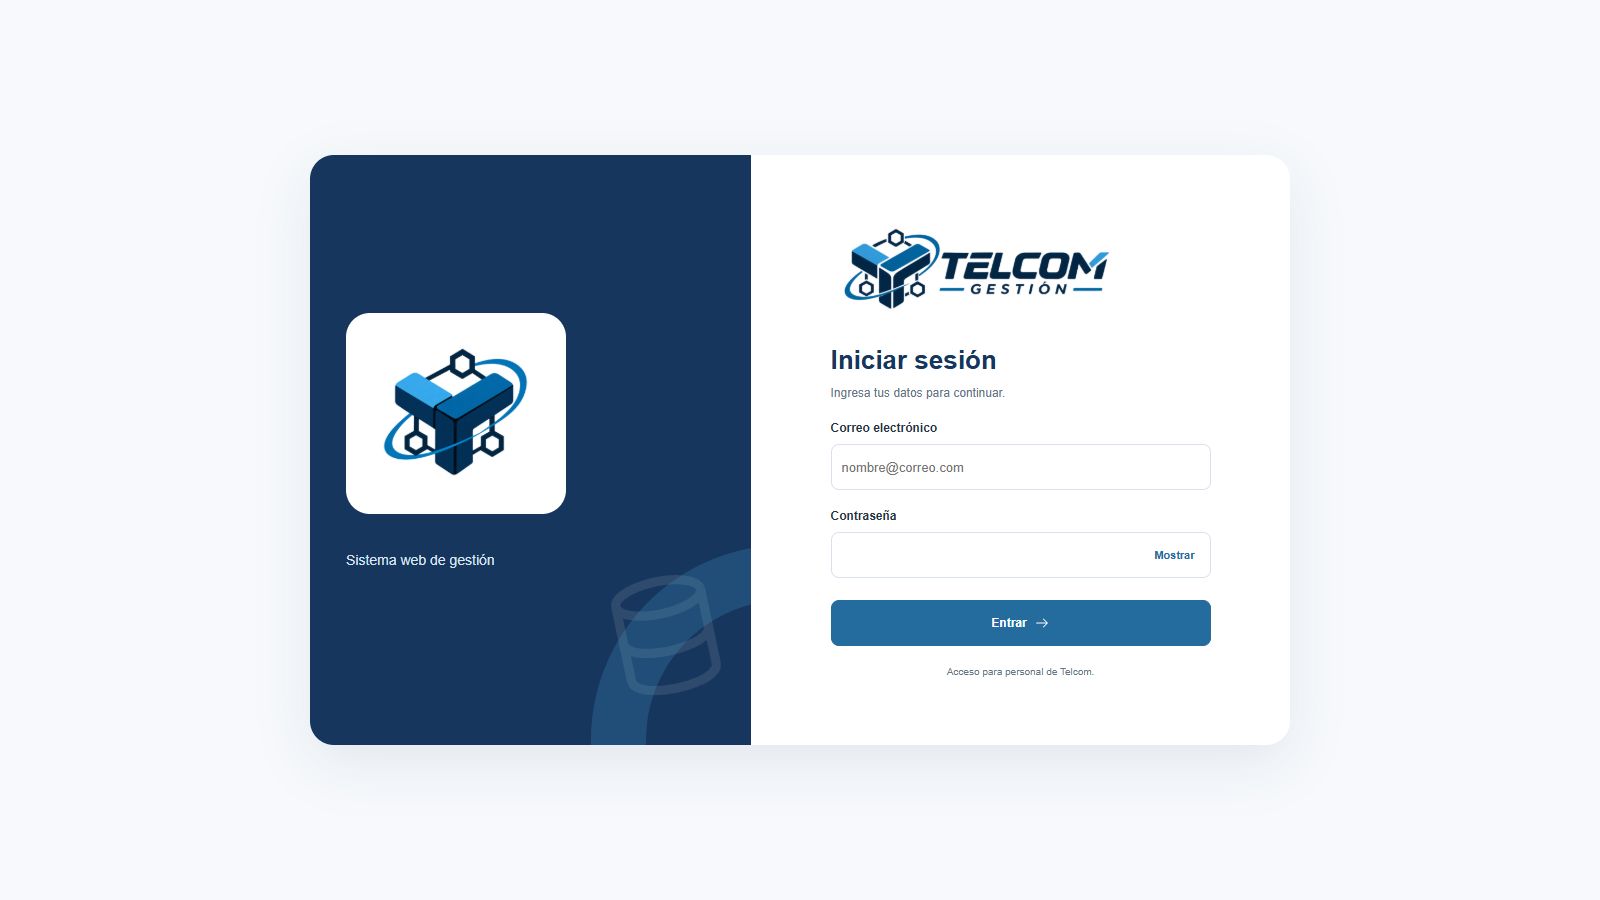 Sistema web de gestión
TELCOM
GESTIÓN
Iniciar sesión
Ingresa tus datos para continuar.
Correo electrónico
nombre@correo.com
Contraseña
Mostrar
Entrar →
Acceso para personal de Telcom.